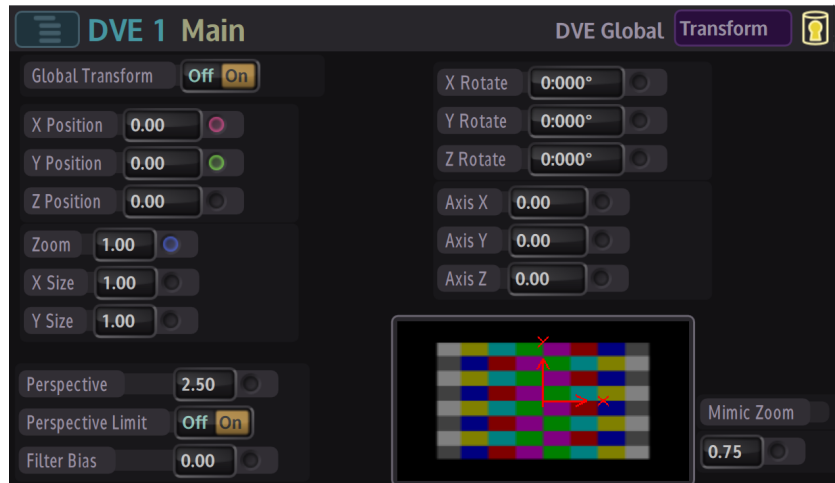 DVE 1 Main DVE Global Transform
Global Transform Off On
X Position 0.00
Y Position 0.00
Z Position 0.00
Zoom 1.00
X Size 1.00
Y Size 1.00
Perspective 2.50
Perspective Limit Off On
Filter Bias 0.00
X Rotate 0:000°
Y Rotate 0:000°
Z Rotate 0:000°
Axis X 0.00
Axis Y 0.00
Axis Z 0.00
Mimic Zoom
0.75